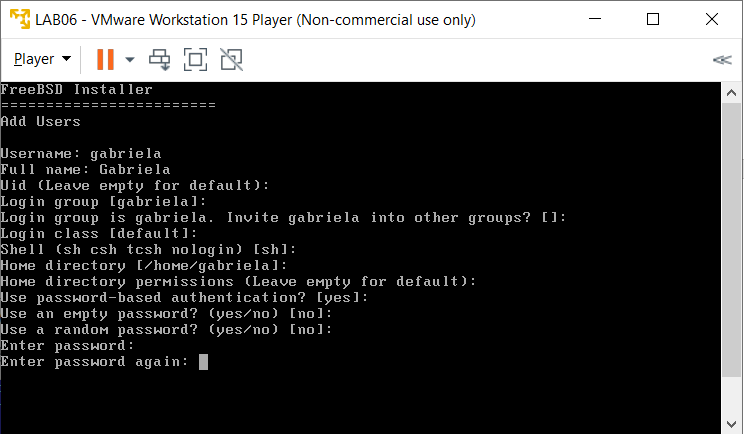 LAB06 - VMware Workstation 15 Player (Non-commercial use only)
Player
FreeBSD Installer
========================
Add Users
Username: gabriela
Full name: Gabriela
Uid (Leave empty for default):
Login group [gabriela]:
Login group is gabriela. Invite gabriela into other groups? []:
Login class [default]:
Shell (sh csh tcsh nologin) [sh]:
Home directory [/home/gabriela]:
Home directory permissions (Leave empty for default):
Use password-based authentication? [yes]:
Use an empty password? (yes/no) [no]:
Use a random password? (yes/no) [no]:
Enter password:
Enter password again: